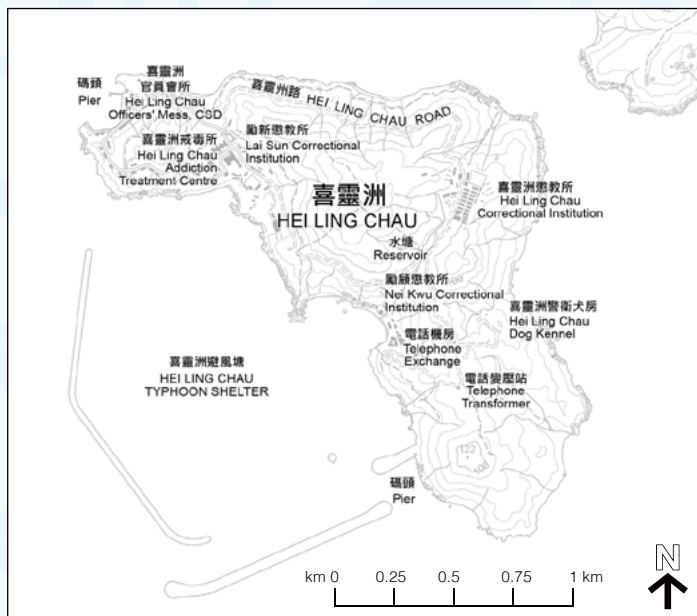 碼頭
Pier
喜靈洲
官員會所
Hei Ling Chau
Officers' Mess, CSD
喜靈州路 HEI LING CHAU ROAD
喜靈洲戒毒所
Hei Ling Chau
Addiction
Treatment Centre
勵新懲教所
Lai Sun Correctional
Institution
喜靈洲
HEI LING CHAU
喜靈洲懲教所
Hei Ling Chau
Correctional Institution
水塘
Reservoir
勵顧懲教所
Nei Kwu Correctional
Institution
100
喜靈洲警衛犬房
Hei Ling Chau
Dog Kennel
電話機房
Telephone
Exchange
喜靈洲避風塘
HEI LING CHAU
TYPHOON SHELTER
電話變壓站
Telephone
Transformer
122
100
碼頭
Pier
N
km 0 0.25 0.5 0.75 1 km